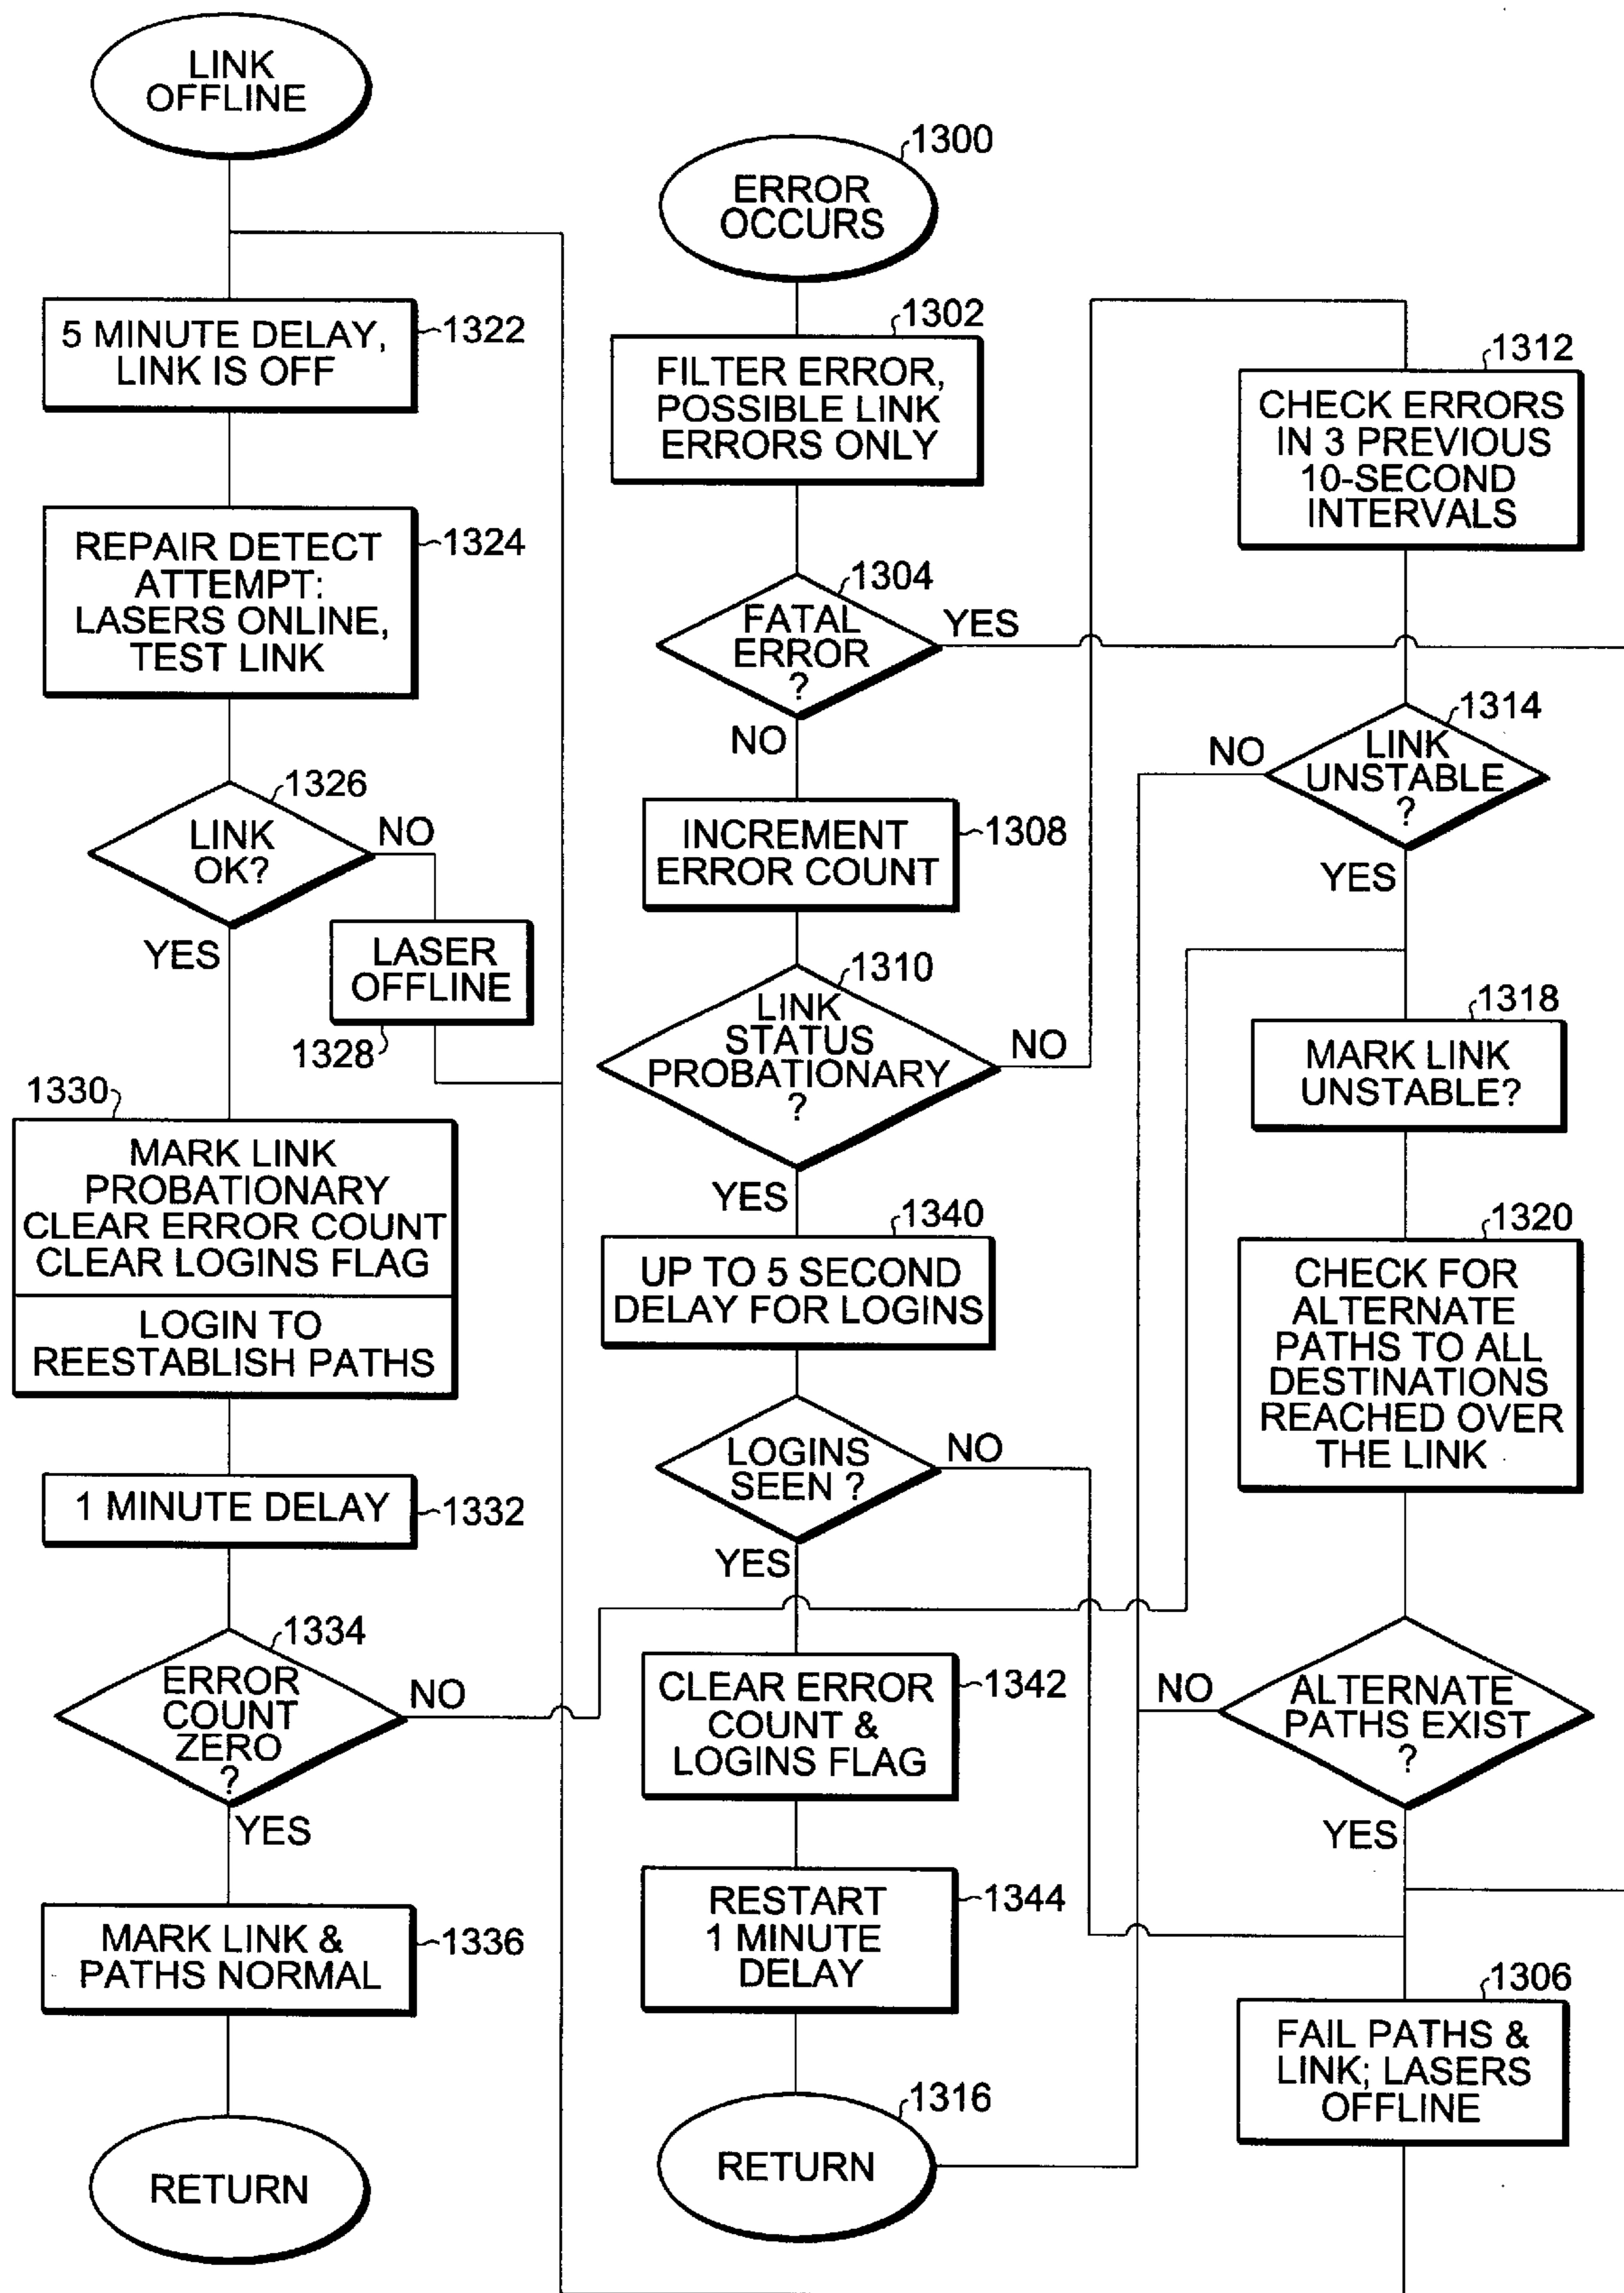 LINK
OFFLINE
5 MINUTE DELAY,
LINK IS OFF
1322
REPAIR DETECT
ATTEMPT:
LASERS ONLINE,
TEST LINK
1324
1326
LINK
OK?
NO
YES
LASER
OFFLINE
1328
1330
MARK LINK
PROBATIONARY
CLEAR ERROR COUNT
CLEAR LOGINS FLAG
LOGIN TO
REESTABLISH PATHS
1 MINUTE DELAY
1332
1334
ERROR
COUNT
ZERO
?
NO
YES
MARK LINK &
PATHS NORMAL
1336
RETURN
1300
ERROR
OCCURS
1302
FILTER ERROR,
POSSIBLE LINK
ERRORS ONLY
1304
FATAL
ERROR
?
YES
NO
INCREMENT
ERROR COUNT
1308
1310
LINK
STATUS
PROBATIONARY
?
NO
YES
1340
UP TO 5 SECOND
DELAY FOR LOGINS
LOGINS
SEEN ?
NO
YES
CLEAR ERROR
COUNT &
LOGINS FLAG
1342
RESTART
1 MINUTE
DELAY
1344
1316
RETURN
1312
CHECK ERRORS
IN 3 PREVIOUS
10-SECOND
INTERVALS
1314
LINK
UNSTABLE
?
NO
YES
1318
MARK LINK
UNSTABLE?
1320
CHECK FOR
ALTERNATE
PATHS TO ALL
DESTINATIONS
REACHED OVER
THE LINK
ALTERNATE
PATHS EXIST
?
NO
YES
1306
FAIL PATHS &
LINK; LASERS
OFFLINE